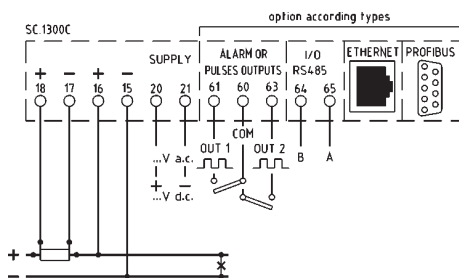 option according types
SC.1300C
SUPPLY
ALARM OR
PULSES OUTPUTS
I/O
RS485
ETHERNET
PROFIBUS
+ - + -
18 17 16 15 20 21 61 60 63 64 65
COM
OUT 1
OUT 2
B A
...V a.c.
+ -
...V d.c.
+
-